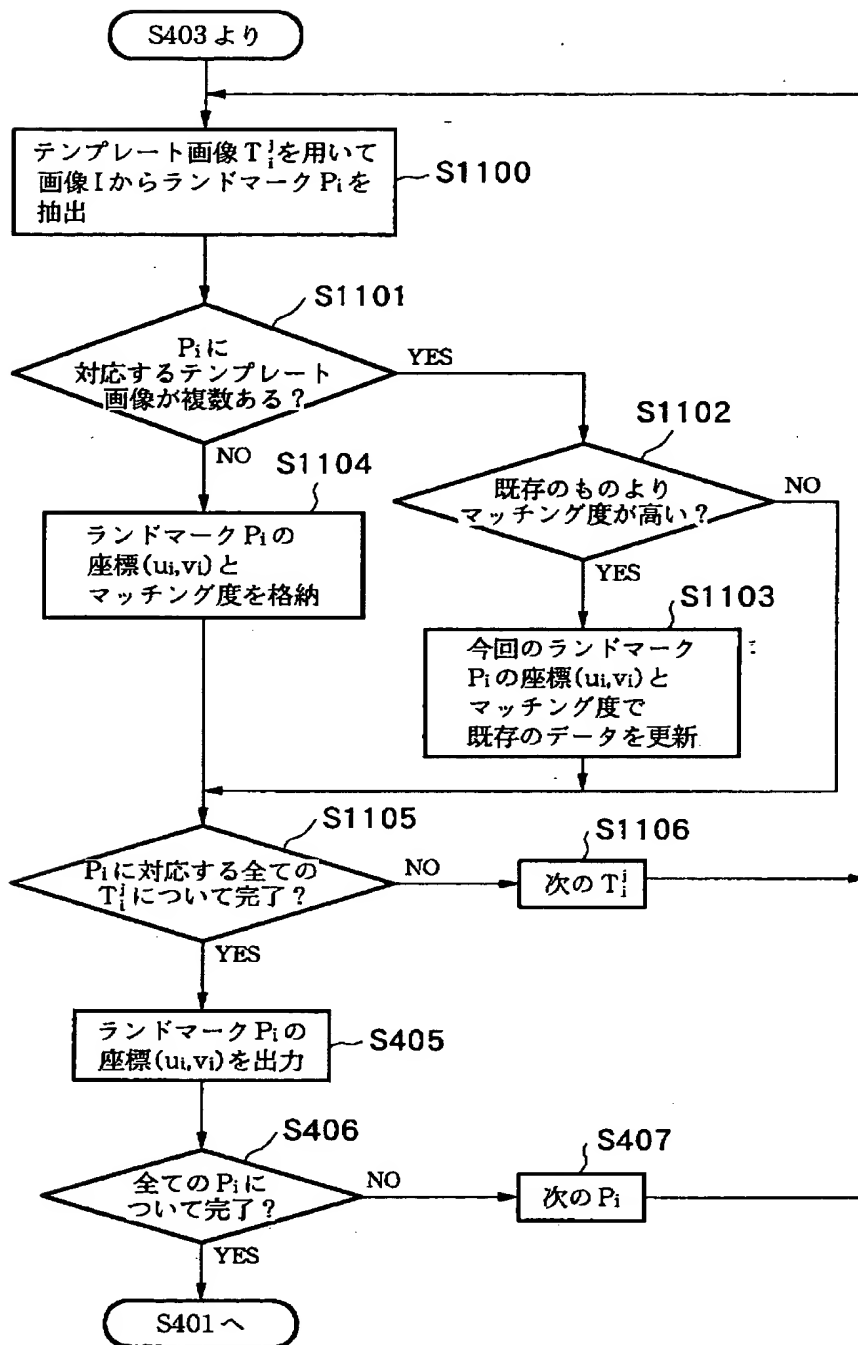 S403より
テンプレート画像Tⱼᵢを用いて
画像IからランドマークPiを
抽出
S1100
S1101
Piに
対応するテンプレート
画像が複数ある?
YES
NO
S1102
既存のものより
マッチング度が高い?
NO
YES
S1104
ランドマークPiの
座標(ui,vi)と
マッチング度を格納
S1103
今回のランドマーク
Piの座標(ui,vi)と
マッチング度で
既存のデータを更新
S1105
Piに対応する全ての
Tʲᵢについて完了?
NO
YES
S1106
次のTʲᵢ
ランドマークPiの
座標(ui,vi)を出力
S405
S406
全てのPiに
ついて完了?
NO
YES
S407
次のPi
S401へ